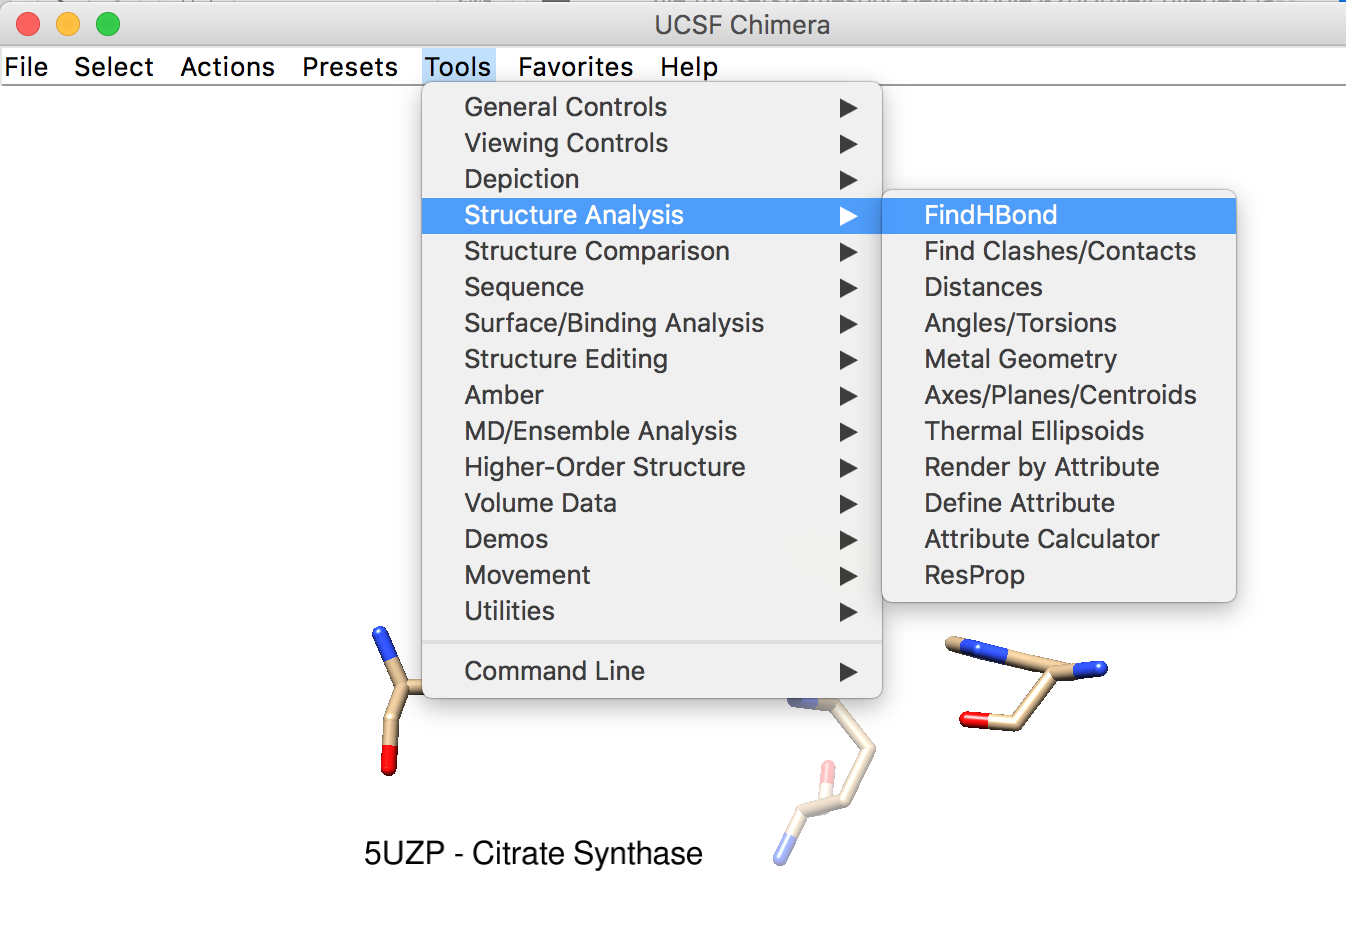 UCSF Chimera
File Select Actions Presets Tools Favorites Help
General Controls
Viewing Controls
Depiction
Structure Analysis
Structure Comparison
Sequence
Surface/Binding Analysis
Structure Editing
Amber
MD/Ensemble Analysis
Higher-Order Structure
Volume Data
Demos
Movement
Utilities
Command Line
FindHBond
Find Clashes/Contacts
Distances
Angles/Torsions
Metal Geometry
Axes/Planes/Centroids
Thermal Ellipsoids
Render by Attribute
Define Attribute
Attribute Calculator
ResProp
5UZP - Citrate Synthase